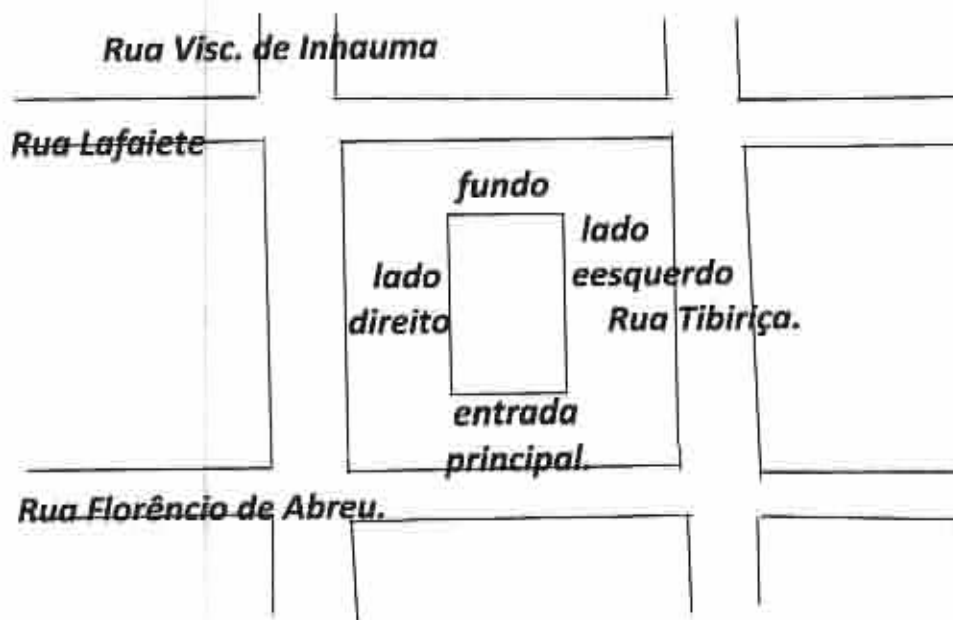 Rua Visc. de Inhauma
Rua Lafaiete
fundo
lado
eesquerdo
lado
direito
Rua Tibiriça.
entrada
principal.
Rua Florêncio de Abreu.